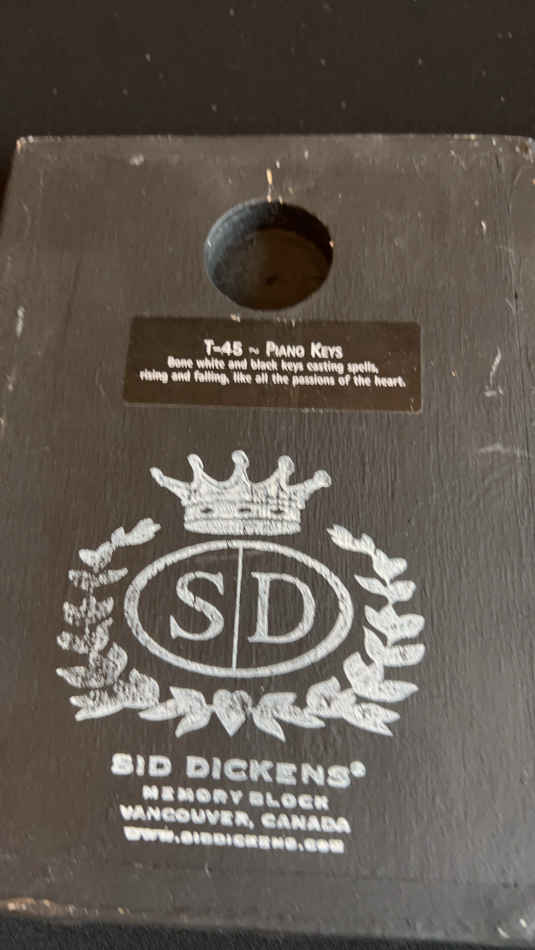 T-45 ~ PIANO KEYS
Bone white and black keys casting spells,
rising and falling, like all the passions of the heart.
S D
SID DICKENS®
MEMORY BLOCK
VANCOUVER, CANADA
WWW.SIDDICKENS.COM